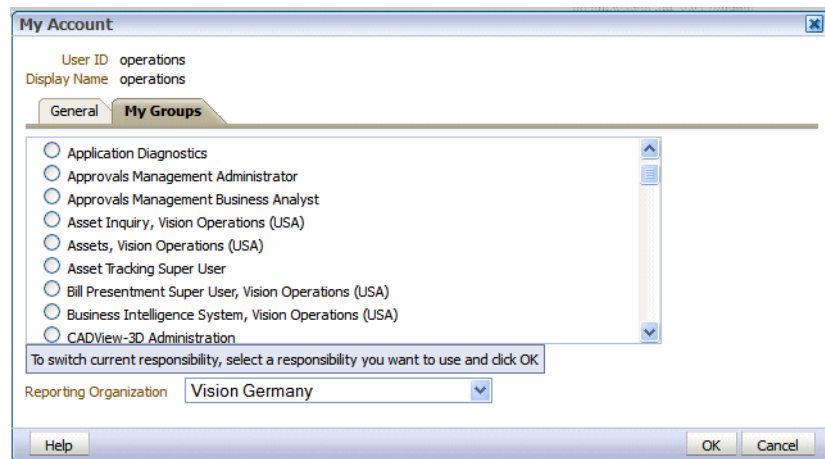 My Account
User ID operations
Display Name operations
General My Groups
Application Diagnostics
Approvals Management Administrator
Approvals Management Business Analyst
Asset Inquiry, Vision Operations (USA)
Assets, Vision Operations (USA)
Asset Tracking Super User
Bill Presentment Super User, Vision Operations (USA)
Business Intelligence System, Vision Operations (USA)
CADView-3D Administration
To switch current responsibility, select a responsibility you want to use and click OK
Reporting Organization Vision Germany
Help OK Cancel